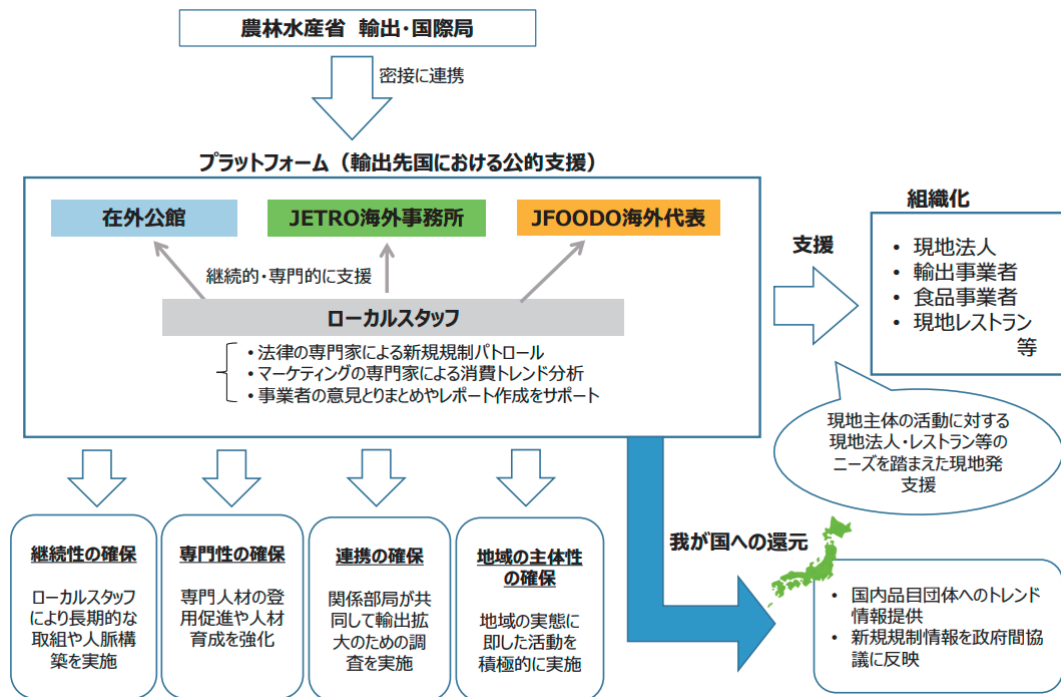 農林水産省 輸出・国際局
密接に連携
プラットフォーム（輸出先国における公的支援）
在外公館
JETRO海外事務所
JFOODO海外代表
継続的・専門的に支援
ローカルスタッフ
・法律の専門家による新規規制パトロール
・マーケティングの専門家による消費トレンド分析
・事業者の意見とりまとめやレポート作成をサポート
支援
組織化
• 現地法人
• 輸出事業者
• 食品事業者
• 現地レストラン
等
現地主体の活動に対する
現地法人・レストラン等の
ニーズを踏まえた現地発
支援
継続性の確保
ローカルスタッフ
により長期的な
取組や人脈構
築を実施
専門性の確保
専門人材の登
用促進や人材
育成を強化
連携の確保
関係部局が共
同して輸出拡
大のための調
査を実施
地域の主体性
の確保
地域の実態に
即した活動を
積極的に実施
我が国への還元
• 国内品目団体へのトレンド
情報提供
• 新規規制情報を政府間協
議に反映